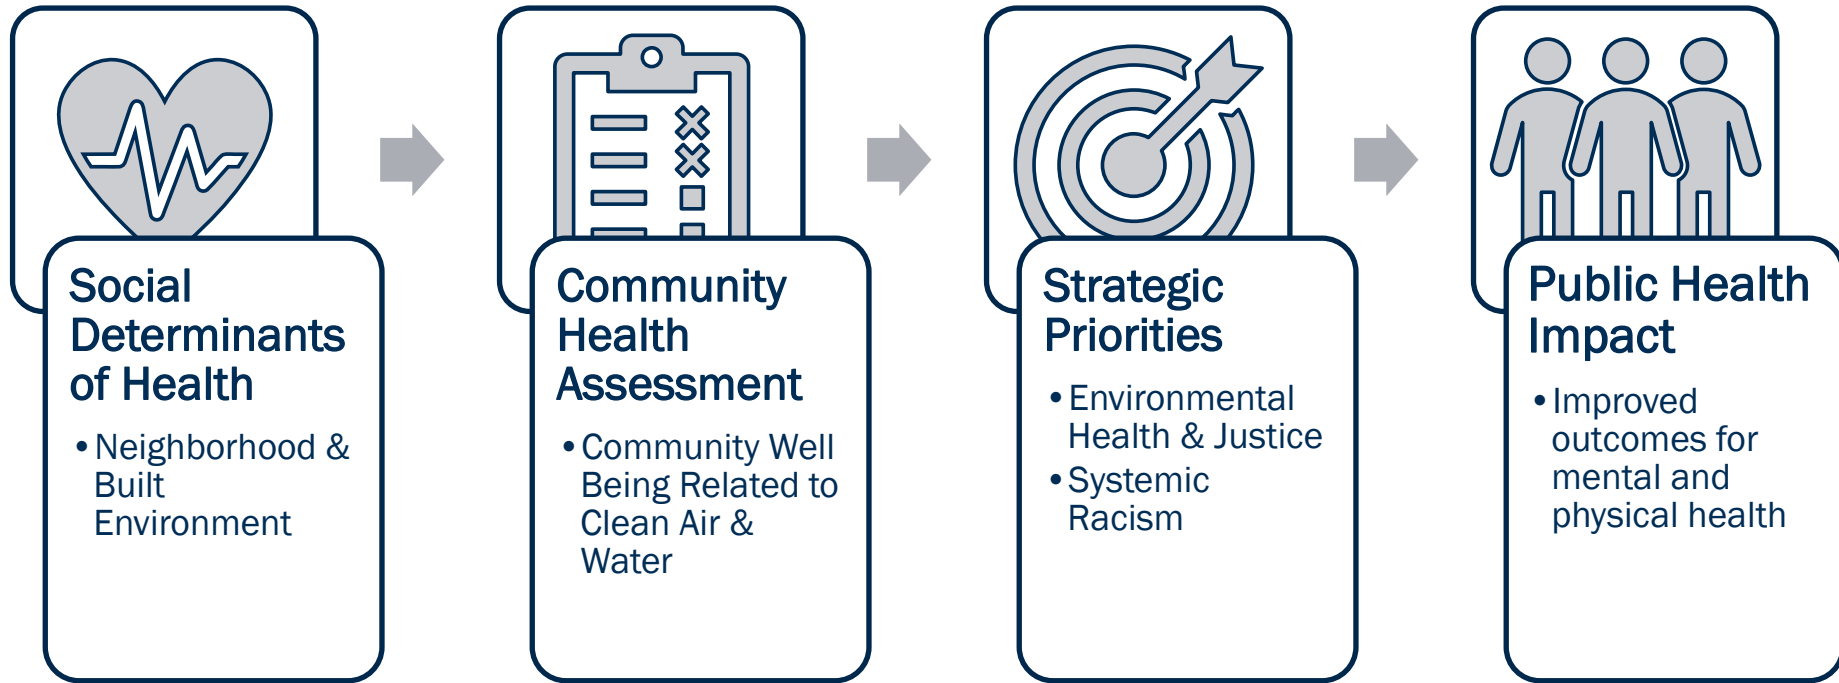 Social
Determinants
of Health
• Neighborhood &
Built
Environment
Community
Health
Assessment
• Community Well
Being Related to
Clean Air &
Water
Strategic
Priorities
• Environmental
Health & Justice
• Systemic
Racism
Public Health
Impact
• Improved
outcomes for
mental and
physical health